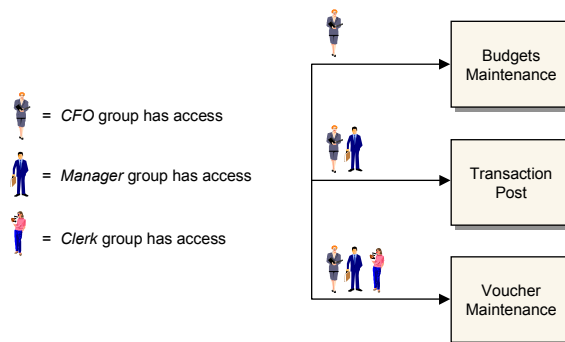 = CFO group has access
= Manager group has access
= Clerk group has access
Budgets
Maintenance
Transaction
Post
Voucher
Maintenance